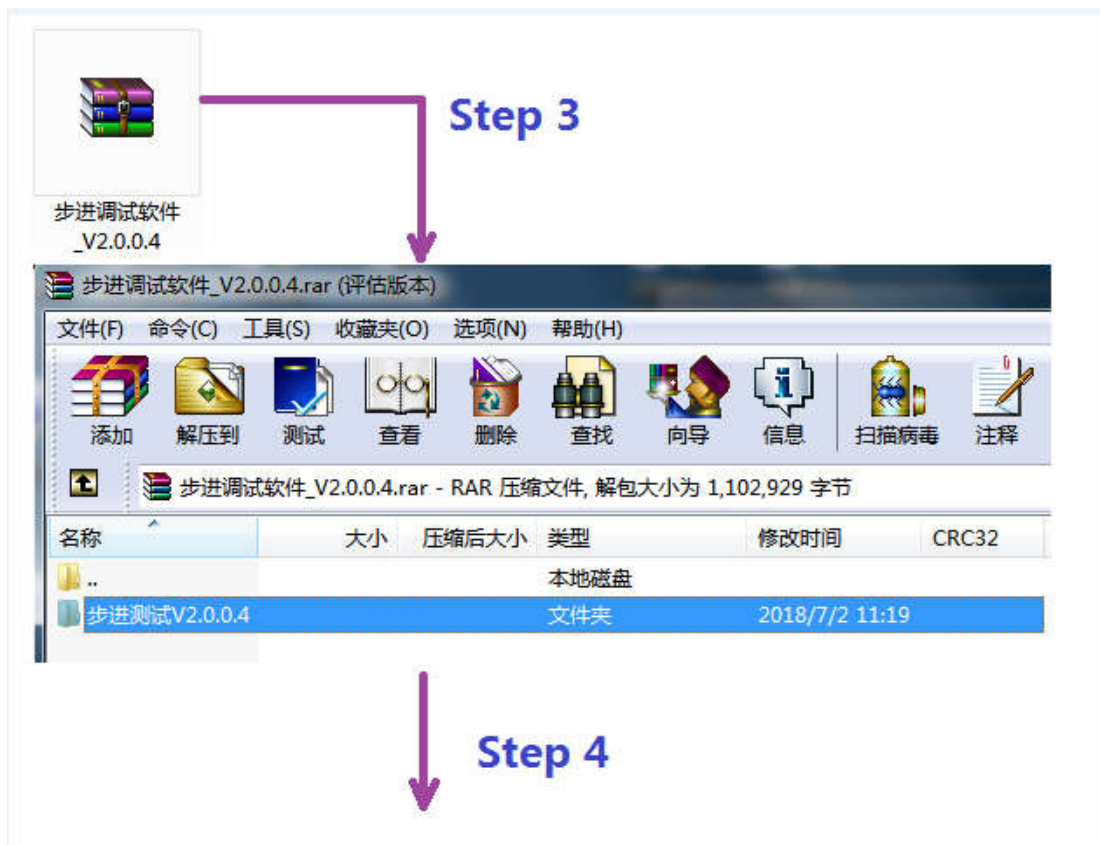 Step 3
步进调试软件
_V2.0.0.4
步进调试软件_V2.0.0.4.rar (评估版本)
文件(F) 命令(C) 工具(S) 收藏夹(O) 选项(N) 帮助(H)
添加 解压到 测试 查看 删除 查找 向导 信息 扫描病毒 注释
步进调试软件_V2.0.0.4.rar - RAR 压缩文件, 解包大小为 1,102,929 字节
名称 大小 压缩后大小 类型 修改时间 CRC32
.. 本地磁盘
步进测试V2.0.0.4 文件夹 2018/7/2 11:19
Step 4